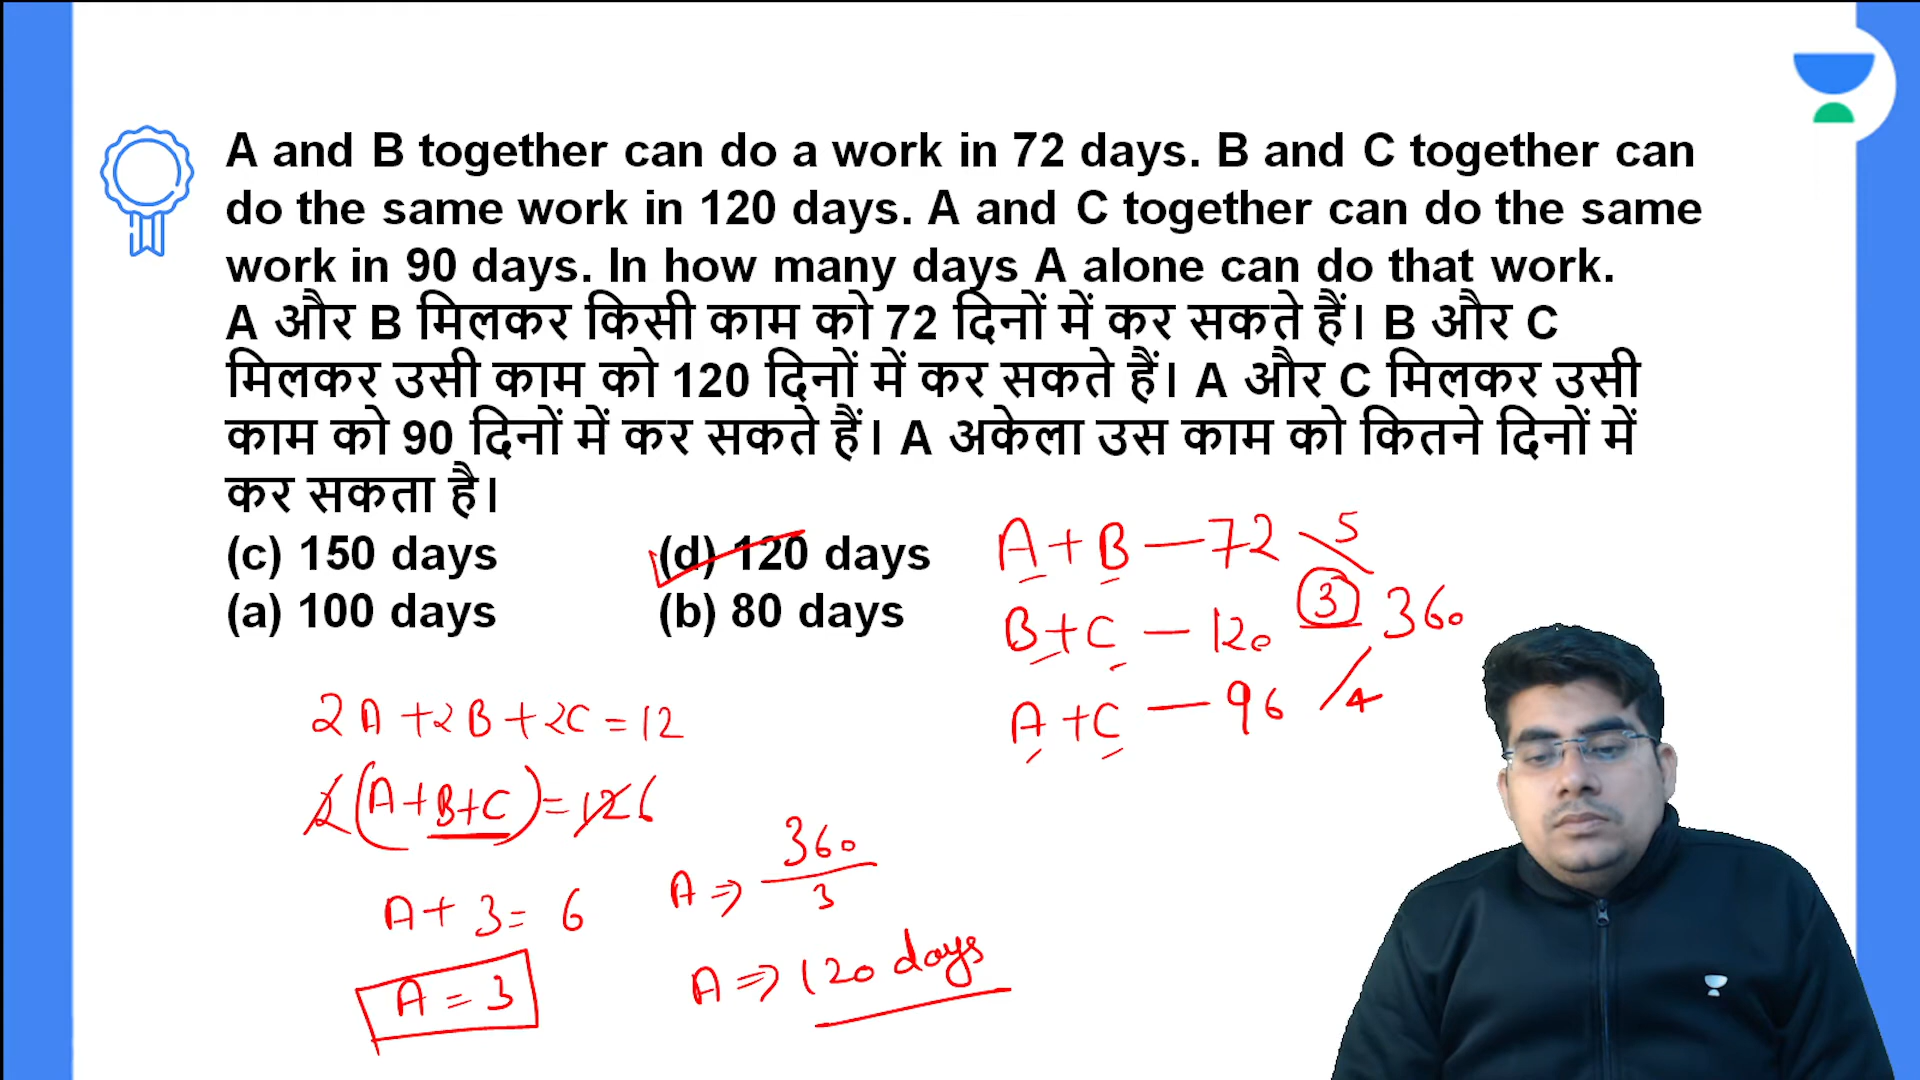 A and B together can do a work in 72 days. B and C together can
do the same work in 120 days. A and C together can do the same
work in 90 days. In how many days A alone can do that work.
A और B मिलकर किसी काम को 72 दिनों में कर सकते हैं। B और C
मिलकर उसी काम को 120 दिनों में कर सकते हैं। A और C मिलकर उसी
काम को 90 दिनों में कर सकते हैं। A अकेला उस काम को कितने दिनों में
कर सकता है।
(c) 150 days (d) 120 days
(a) 100 days (b) 80 days
A + B — 72 5
B + C — 120 3 360
A + C — 96 4
2A + 2B + 2C = 12
2(A + B + C) = 12 6
A + 3 = 6
A = 3
A ⇒ 360/3
A ⇒ 120 days